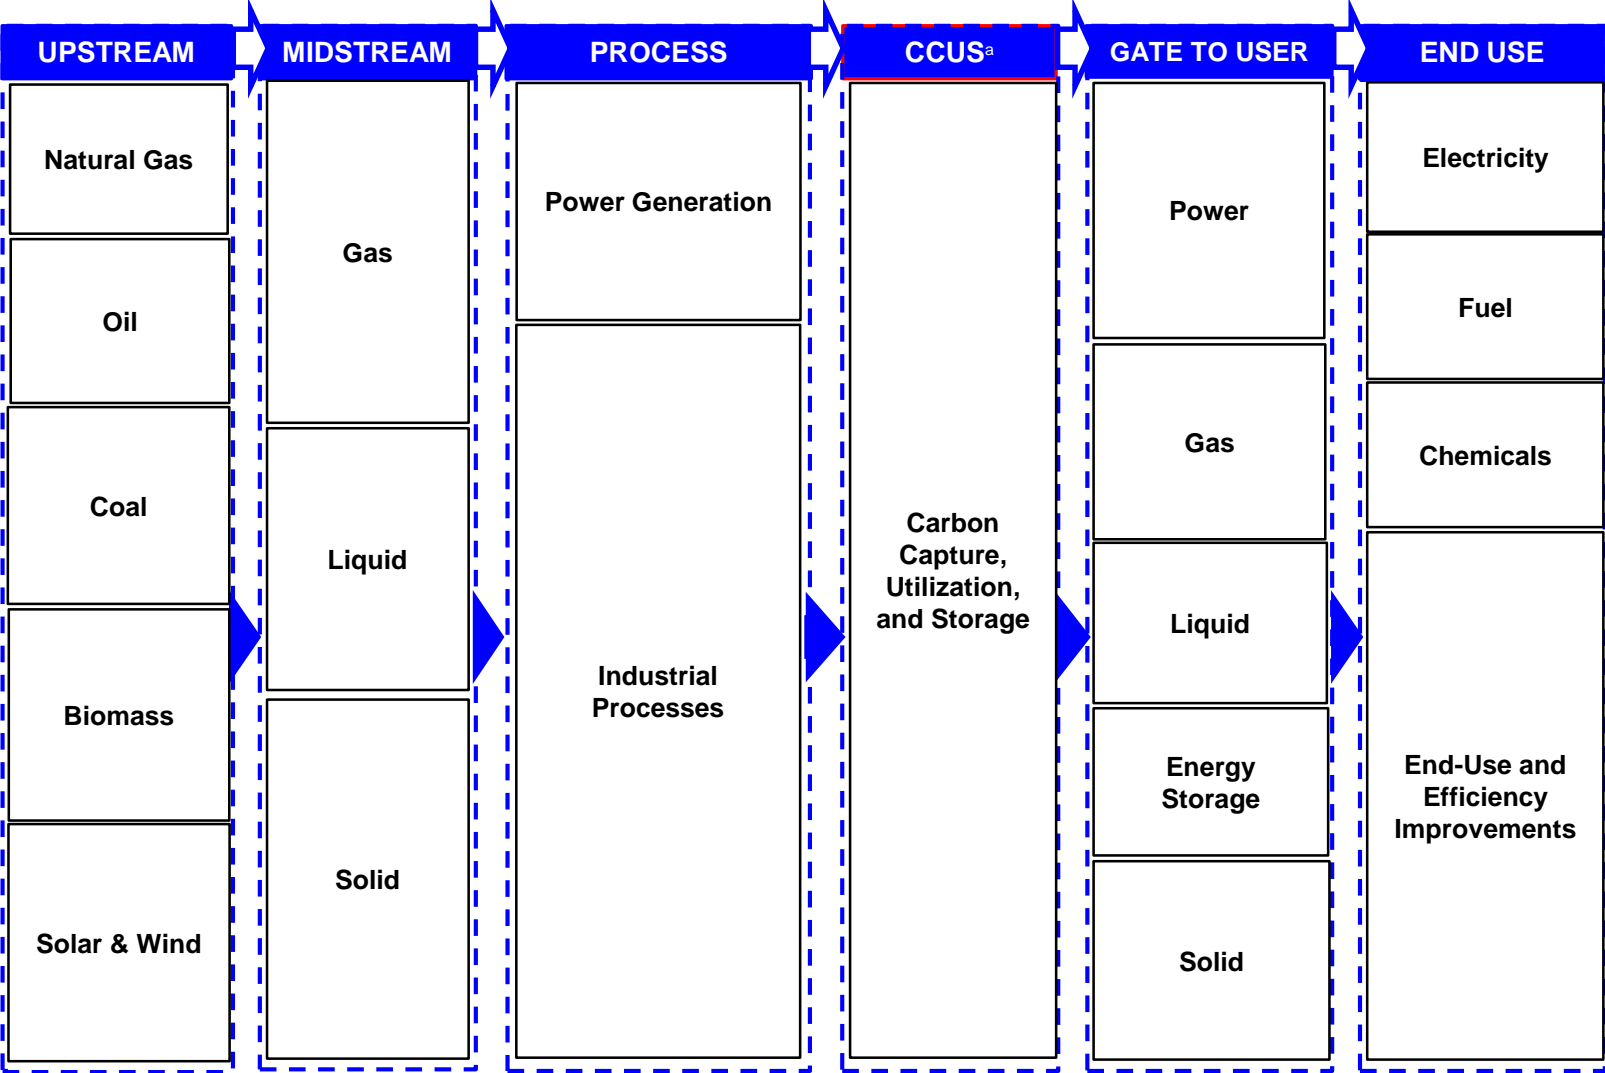 UPSTREAM
MIDSTREAM
PROCESS
CCUSª
GATE TO USER
END USE
Natural Gas
Oil
Coal
Biomass
Solar & Wind
Gas
Liquid
Solid
Power Generation
Industrial
Processes
Carbon
Capture,
Utilization,
and Storage
Power
Gas
Liquid
Energy
Storage
Solid
Electricity
Fuel
Chemicals
End-Use and
Efficiency
Improvements